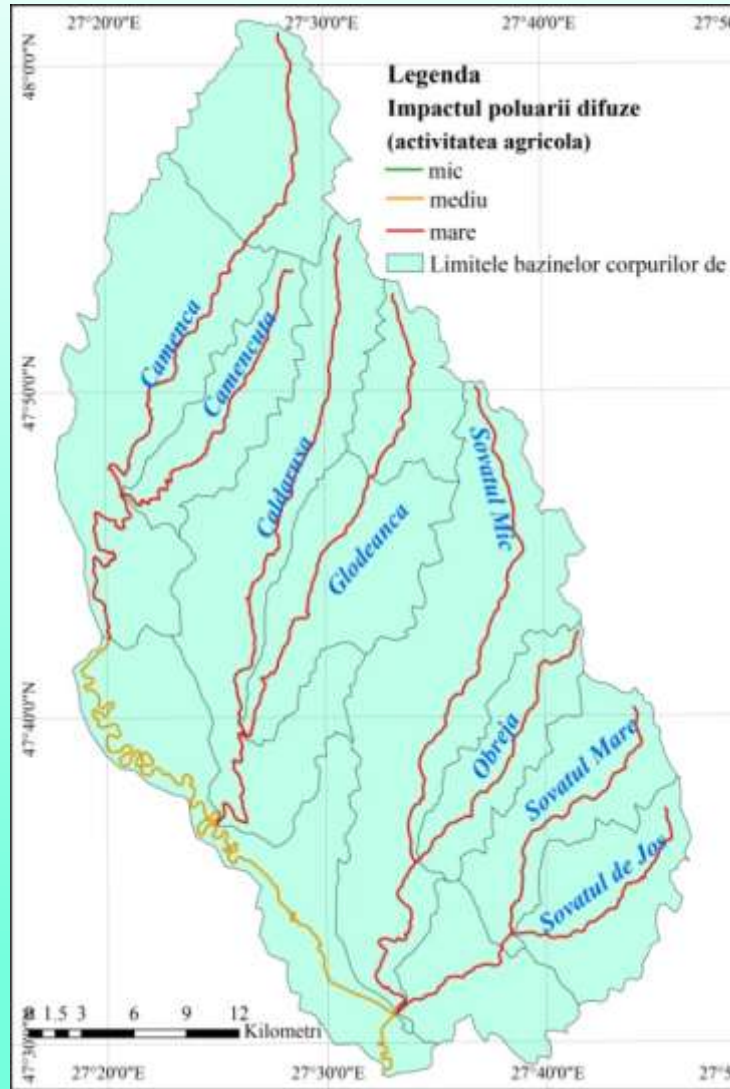 27°20'0"E
27°30'0"E
27°40'0"E
48°0'0"N
47°50'0"N
47°40'0"N
Legenda
Impactul poluarii difuze
(activitatea agricola)
mic
mediu
mare
Limitele bazinelor corpurilor de
Camenca
Camencuta
Caldarusa
Glodeanca
Sovatul Mic
Obreja
Sovatul Mare
Sovatul de Jos
1.5 3 6 9 12
Kilometri
27°20'0"E
27°30'0"E
27°40'0"E